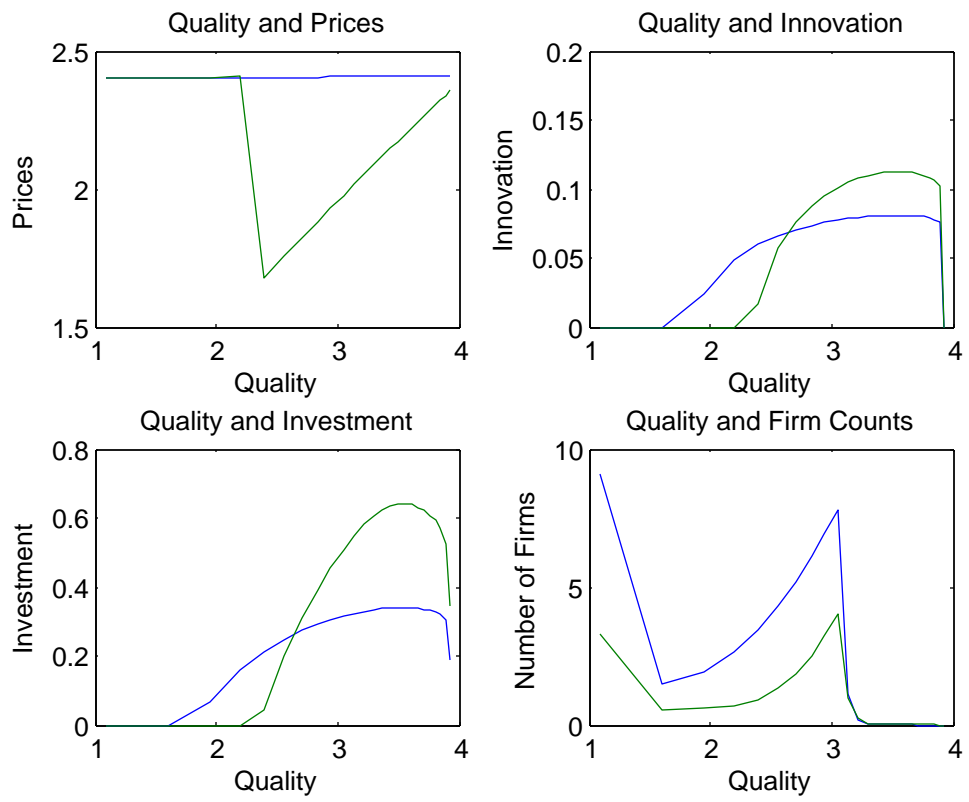 Quality and Prices
2.5
2
1.5
Prices
1 2 3 4
Quality
Quality and Innovation
0.2
0.15
0.1
0.05
0
Innovation
1 2 3 4
Quality
Quality and Investment
0.8
0.6
0.4
0.2
0
Investment
1 2 3 4
Quality
Quality and Firm Counts
10
5
0
Number of Firms
1 2 3 4
Quality